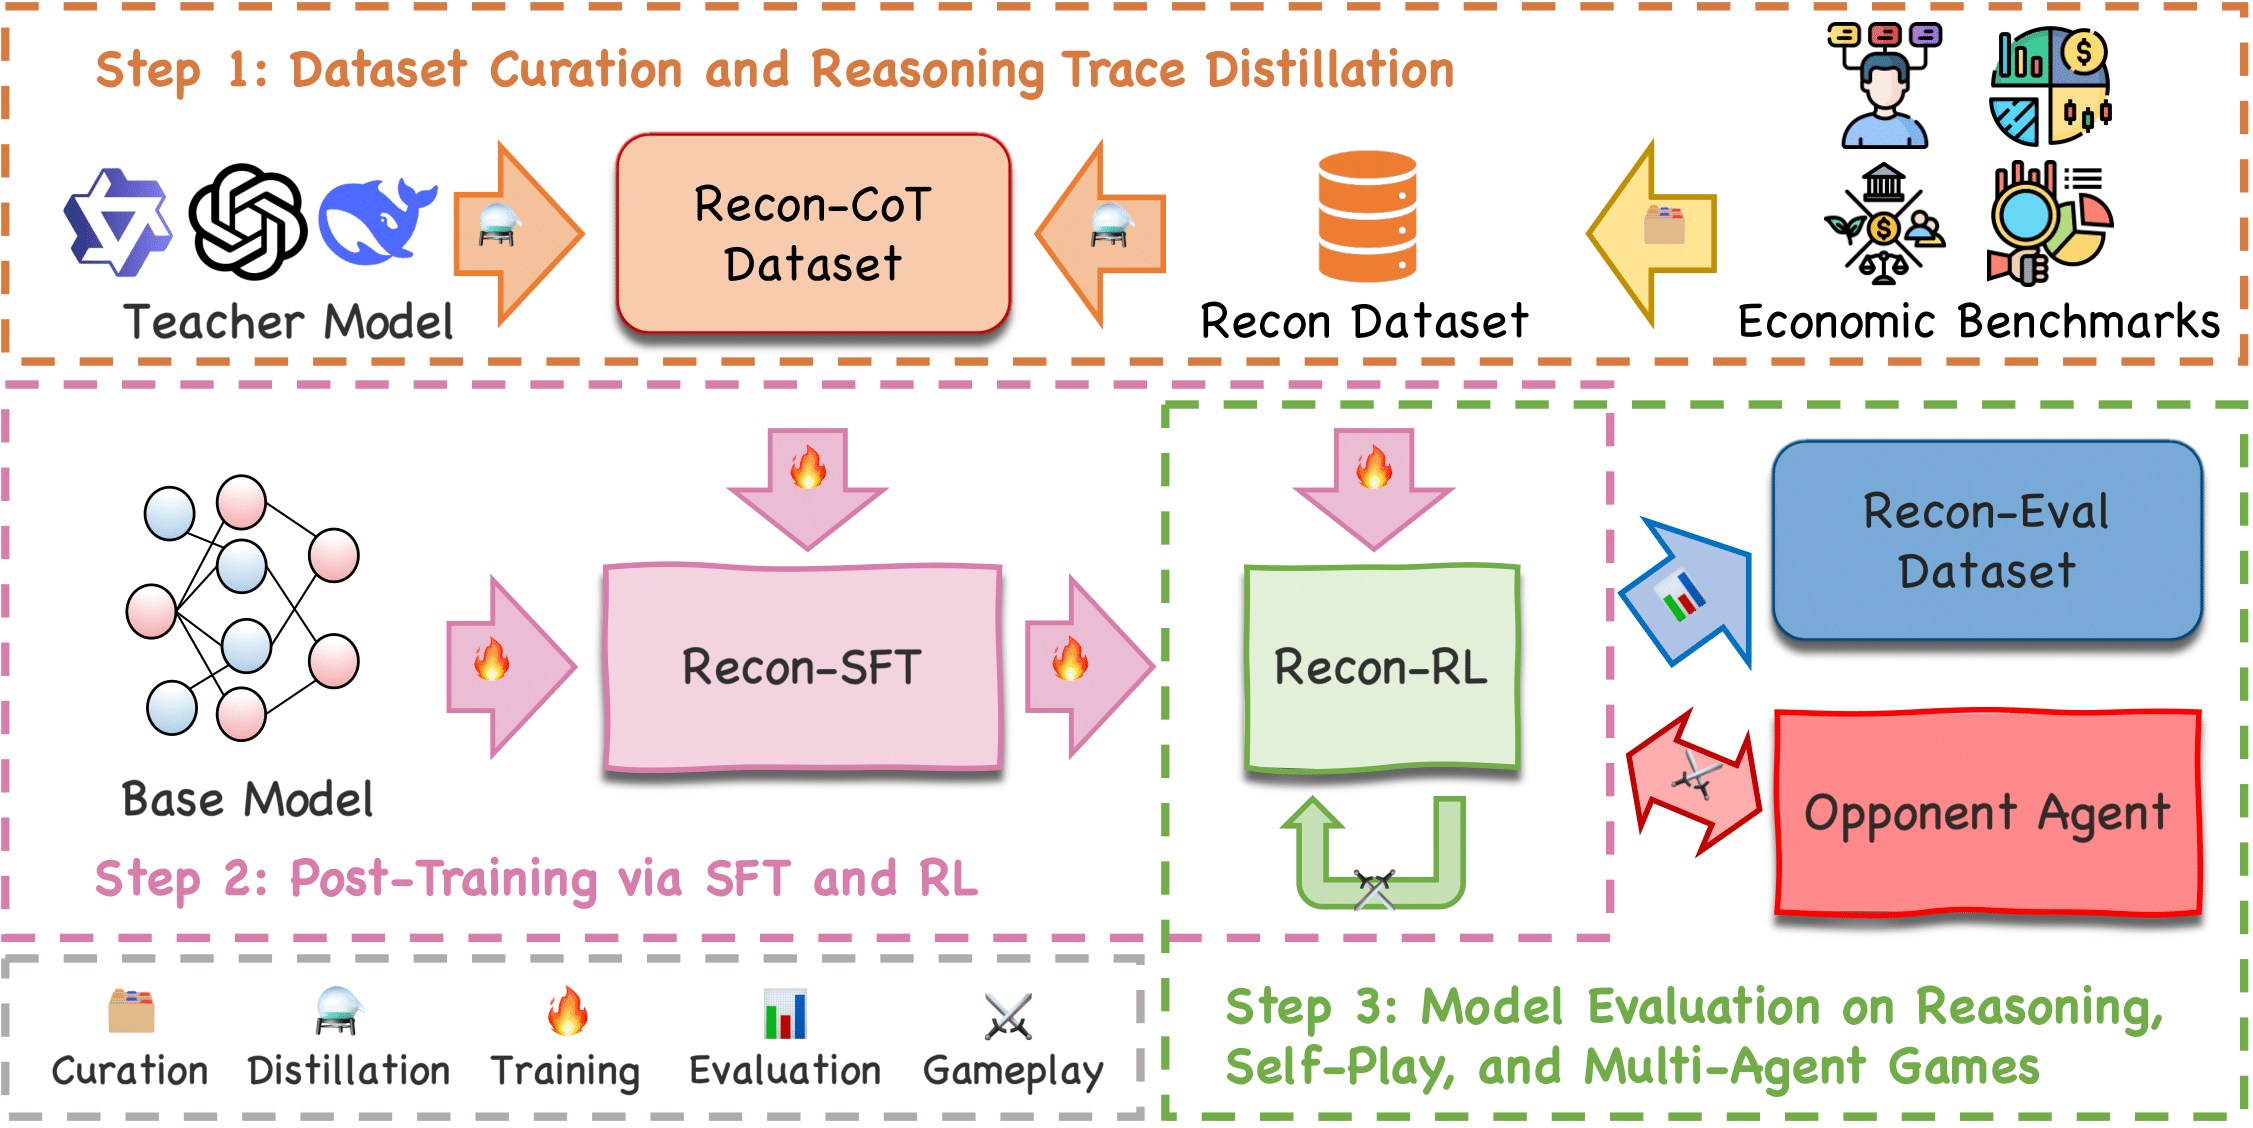 Step 1: Dataset Curation and Reasoning Trace Distillation
Teacher Model
Recon-CoT
Dataset
Recon Dataset
Economic Benchmarks
Base Model
Recon-SFT
Recon-RL
Recon-Eval
Dataset
Opponent Agent
Step 2: Post-Training via SFT and RL
Step 3: Model Evaluation on Reasoning,
Self-Play, and Multi-Agent Games
Curation
Distillation
Training
Evaluation
Gameplay